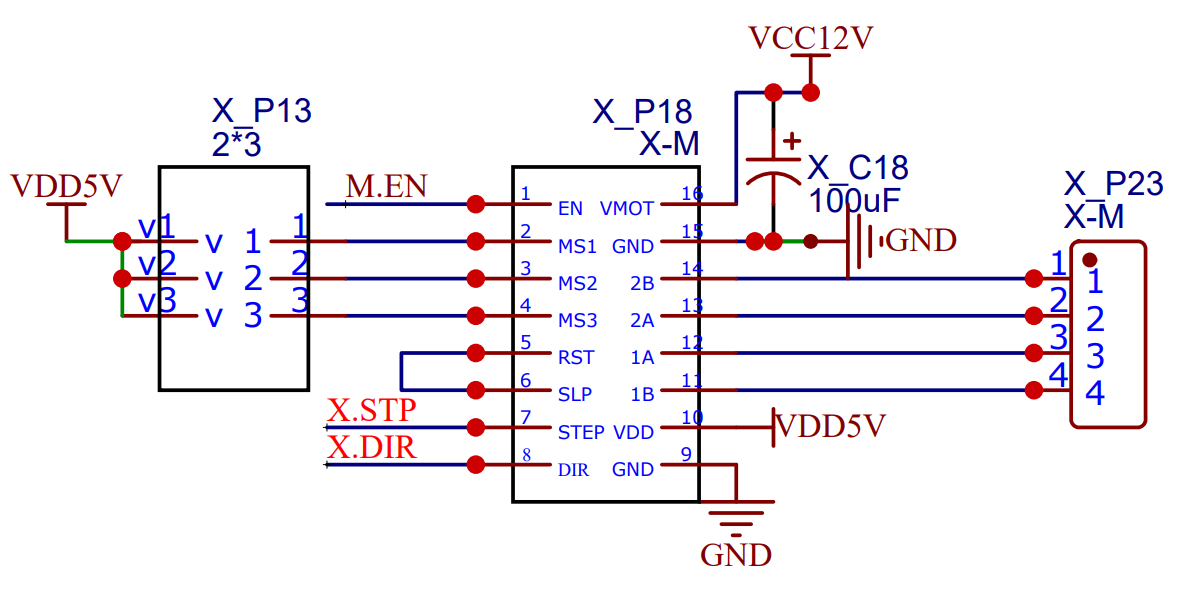 VCC12V
X_P13
2*3
X_P18
X-M
X_C18
100uF
X_P23
X-M
VDD5V
M.EN
+
v1 v 1 1
v2 v 2 2
v3 v 3 3
1 EN VMOT 16
2 MS1 GND 15
3 MS2 2B 14
4 MS3 2A 13
5 RST 1A 12
6 SLP 1B 11
7 STEP VDD 10
8 DIR GND 9
X.STP
X.DIR
GND
1 1
2 2
3 3
4 4
VDD5V
GND